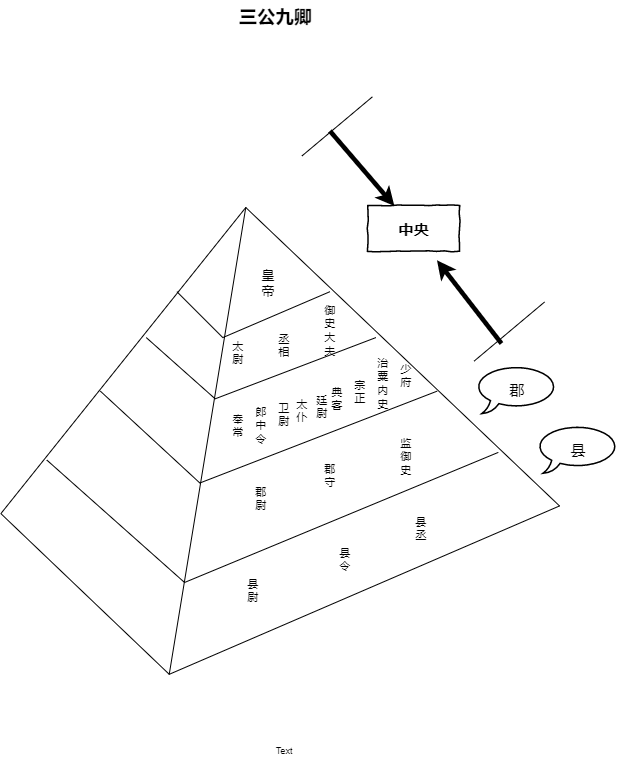 三公九卿
中央
皇帝
太尉
丞相
御史大夫
奉常
郎中令
卫尉
太仆
廷尉
典客
宗正
治粟内史
少府
郡
县
郡尉
郡守
监御史
县尉
县令
县丞
Text